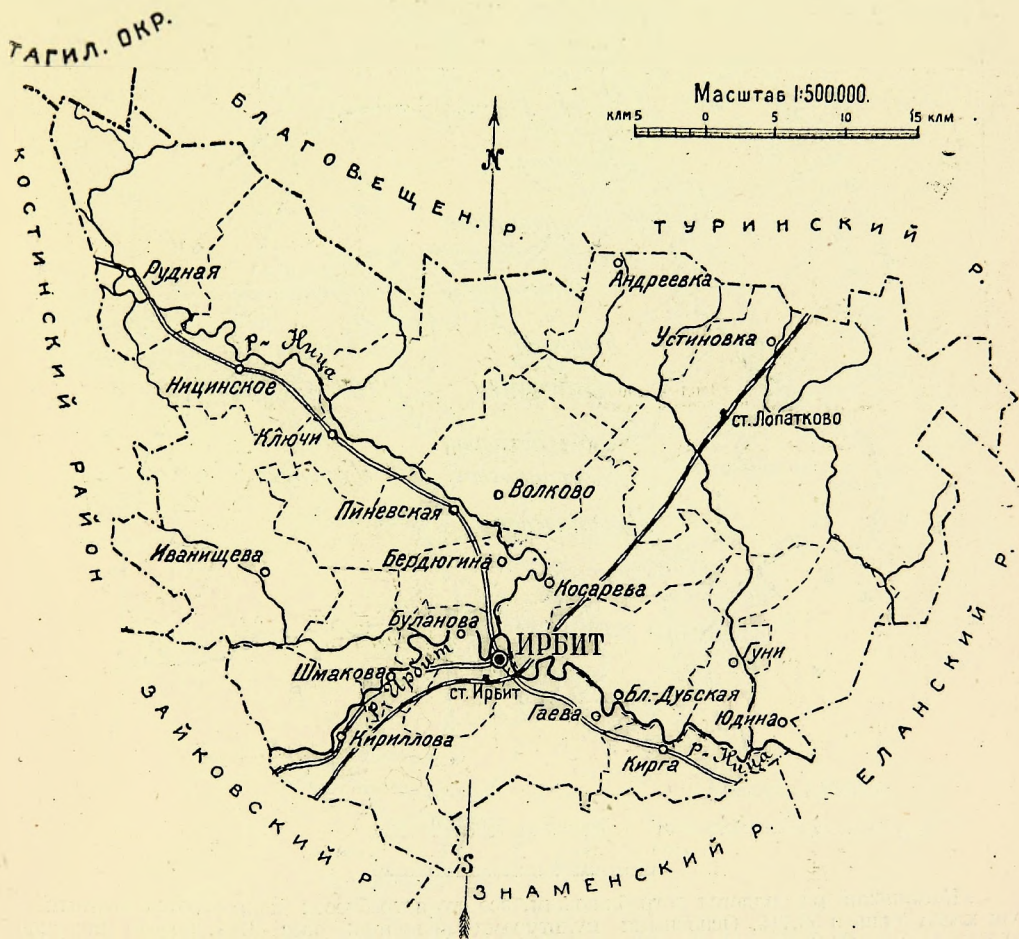 ТАГИЛ. ОКР.
БЛАГОВЕЩЕН. Р.
Масштаб 1:500.000.
КЛМ 5 0 5 10 15 КЛМ
N
КОСТИНСКИЙ РАЙОН
ТУРИНСКИЙ Р.
Рудная
Андреевка
Устиновка
р- Ница
Ницинское
ст. Лопатково
Ключи
Волково
Пиневская
Иванищева
Бердюгина
Косарева
Буланова
ИРБИТ
Гуни
Шмакова
р- Ирбит
ст. Ирбит
Бл.-Дубская
Гаева
Юдина
Кириллова
Кирга
р- Ница
ЕЛАНСКИЙ Р.
ЗАЙКОВСКИЙ Р.
S
ЗНАМЕНСКИЙ Р.